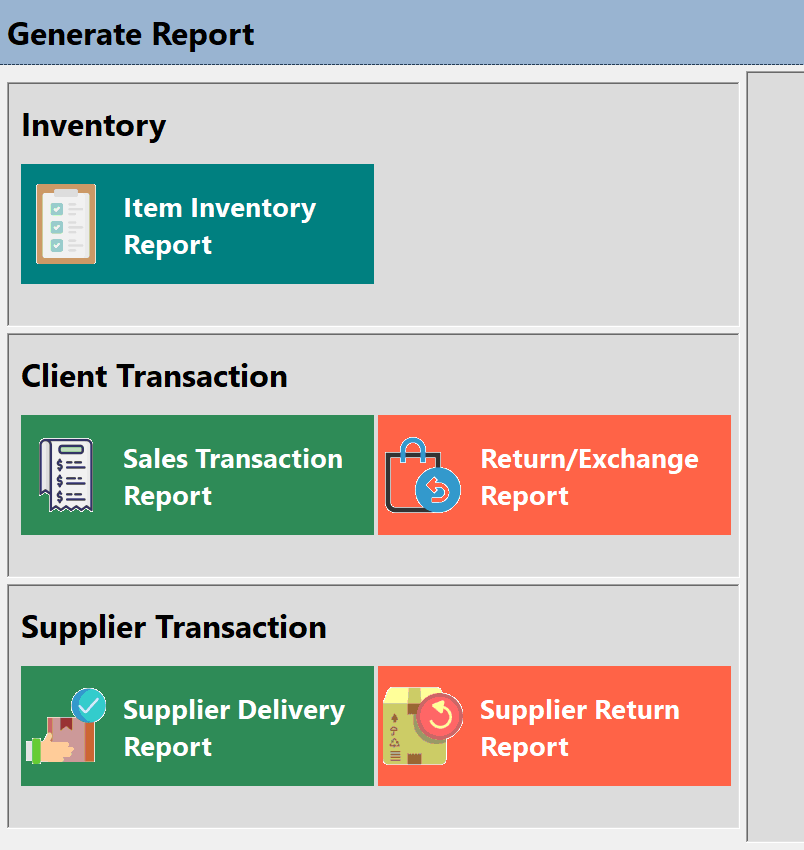 Generate Report
Inventory
Item Inventory
Report
Client Transaction
Sales Transaction
Report
Return/Exchange
Report
Supplier Transaction
Supplier Delivery
Report
Supplier Return
Report